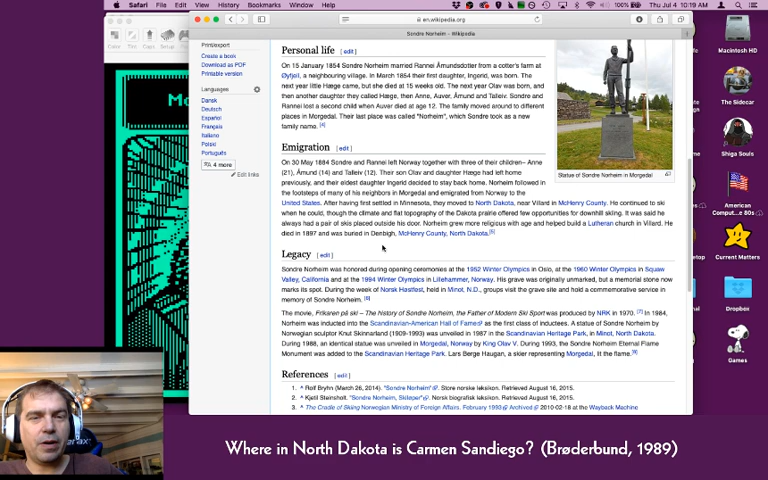 Safari File Edit View History Bookmarks Window Help
Thu Jul 4 10:19 AM
en.wikipedia.org
Sondre Norheim – Wikipedia
Print/export
Create a book
Download as PDF
Printable version
Languages
Dansk
Deutsch
Español
Français
Italiano
Polski
Português
4 more
Edit links
Personal life [ edit ]
On 15 January 1854 Sondre Norheim married Rannei Åmundsdotter from a cotter's farm at
Øyfjell, a neighbouring village. In March 1854 their first daughter, Ingerid, was born. The
next year little Hæge came, but she died at 15 weeks old. The next year Olav was born, and
then another daughter they called Hæge, then Anne, Auver, Åmund and Talleiv. Sondre and
Rannei lost a second child when Auver died at age 12. The family moved around to different
places in Morgedal. Their last place was called "Norheim", which Sondre took as a new
family name. [4]
Statue of Sondre Norheim in Morgedal
Emigration [ edit ]
On 30 May 1884 Sondre and Rannei left Norway together with three of their children– Anne
(21), Åmund (14) and Talleiv (12). Their son Olav and daughter Hæge had left home
previously, and their eldest daughter Ingerid decided to stay back home. Norheim followed in
the footsteps of many of his neighbors in Morgedal and emigrated from Norway to the
United States. After having first settled in Minnesota, they moved to North Dakota, near Villard in McHenry County. He continued to ski
when he could, though the climate and flat topography of the Dakota prairie offered few opportunities for downhill skiing. It was said he
always had a pair of skis placed outside his door. Norheim grew more religious with age and helped build a Lutheran church in Villard. He
died in 1897 and was buried in Denbigh, McHenry County, North Dakota.[5]
Legacy [ edit ]
Sondre Norheim was honored during opening ceremonies at the 1952 Winter Olympics in Oslo, at the 1960 Winter Olympics in Squaw
Valley, California and at the 1994 Winter Olympics in Lillehammer, Norway. His grave was originally unmarked, but a memorial stone now
marks its spot. During the week of Norsk Høstfest, held in Minot, N.D., groups visit the grave site and hold a commemorative service in
memory of Sondre Norheim. [6]
The movie, Frikaren på ski – The history of Sondre Norheim, the Father of Modern Ski Sport was produced by NRK in 1970. [7] In 1984,
Norheim was inducted into the Scandinavian-American Hall of Fame as the first class of inductees. A statue of Sondre Norheim by
Norwegian sculptor Knut Skinnarland (1909-1993) was unveiled in 1987 in the Scandinavian Heritage Park, in Minot, North Dakota.
During 1988, an identical statue was unveiled in Morgedal, Norway by King Olav V. During 1993, the Sondre Norheim Eternal Flame
Monument was added to the Scandinavian Heritage Park. Lars Berge Haugan, a skier representing Morgedal, lit the flame.[8]
References [ edit ]
1. ^ Rolf Bryhn (March 26, 2014). "Sondre Norheim". Store norske leksikon. Retrieved August 16, 2015.
2. ^ Kjetil Steinsholt. "Sondre Norheim, Skiløper". Norsk biografisk leksikon. Retrieved August 16, 2015.
3. ^ The Cradle of Skiing Norwegian Ministry of Foreign Affairs. February 1993 Archived 2010-02-18 at the Wayback Machine
Macintosh HD
The Sidecar
Shiga Souls
American
Comput...e 80s
Current Matters
Dropbox
Games
Where in North Dakota is Carmen Sandiego? (Brøderbund, 1989)